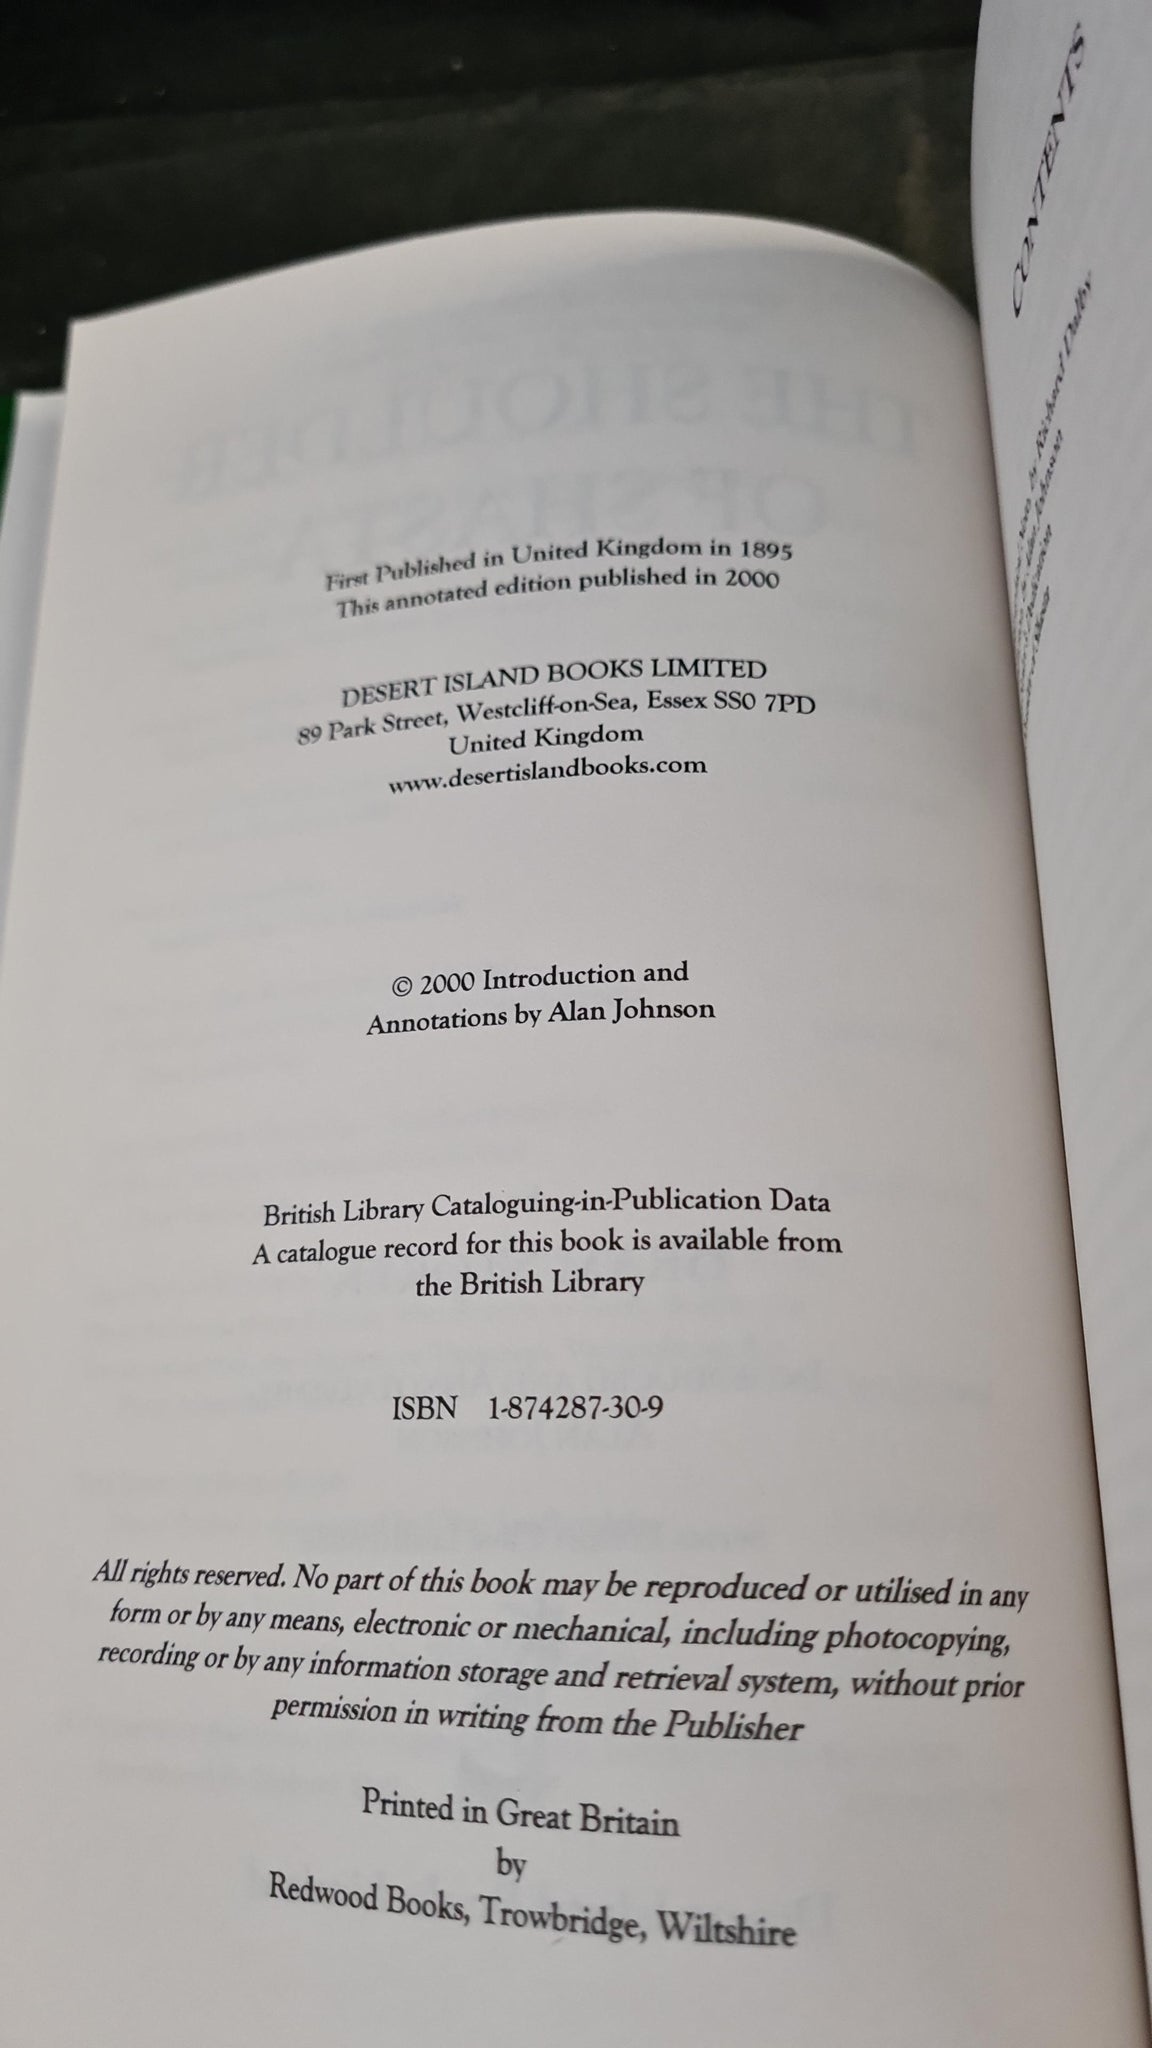 First Published in United Kingdom in 1895
This annotated edition published in 2000
DESERT ISLAND BOOKS LIMITED
89 Park Street, Westcliff-on-Sea, Essex SS0 7PD
United Kingdom
www.desertislandbooks.com
© 2000 Introduction and
Annotations by Alan Johnson
British Library Cataloguing-in-Publication Data
A catalogue record for this book is available from
the British Library
ISBN 1-874287-30-9
All rights reserved. No part of this book may be reproduced or utilised in any
form or by any means, electronic or mechanical, including photocopying,
recording or by any information storage and retrieval system, without prior
permission in writing from the Publisher
Printed in Great Britain
by
Redwood Books, Trowbridge, Wiltshire
CONTENTS
by Richard Dalby
Johnson